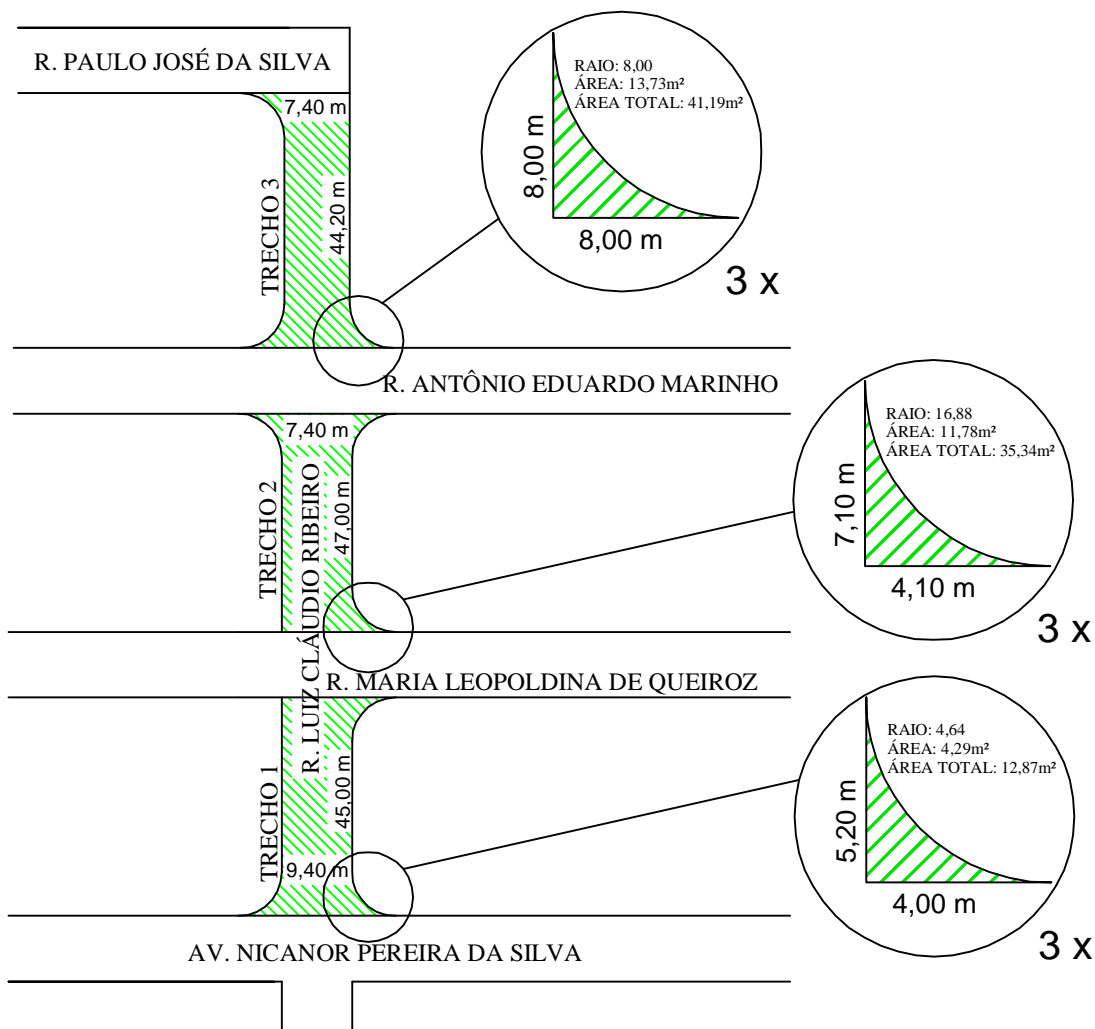 R. PAULO JOSÉ DA SILVA
7,40 m
TRECHO 3
44,20 m
RAIO: 8,00
ÁREA: 13,73m²
ÁREA TOTAL: 41,19m²
8,00 m
8,00 m
3 x
R. ANTÔNIO EDUARDO MARINHO
7,40 m
TRECHO 2
R. LUIZ CLÁUDIO RIBEIRO
47,00 m
RAIO: 16,88
ÁREA: 11,78m²
ÁREA TOTAL: 35,34m²
7,10 m
4,10 m
3 x
R. MARIA LEOPOLDINA DE QUEIROZ
TRECHO 1
45,00 m
9,40 m
RAIO: 4,64
ÁREA: 4,29m²
ÁREA TOTAL: 12,87m²
5,20 m
4,00 m
3 x
AV. NICANOR PEREIRA DA SILVA